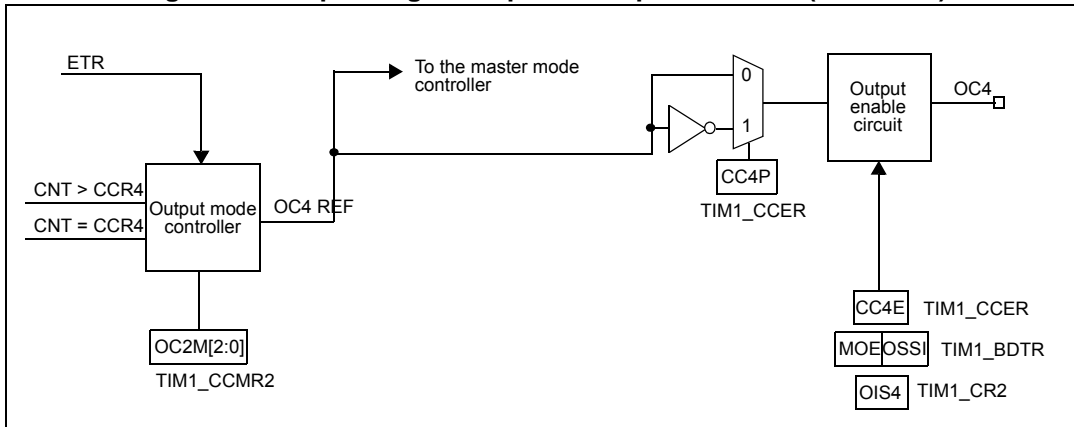 ETR
To the master mode
controller
0
1
Output
enable
circuit
OC4
CNT > CCR4
CNT = CCR4
Output mode
controller
OC4 REF
CC4P
TIM1_CCER
OC2M[2:0]
TIM1_CCMR2
CC4E TIM1_CCER
MOE OSSI TIM1_BDTR
OIS4 TIM1_CR2